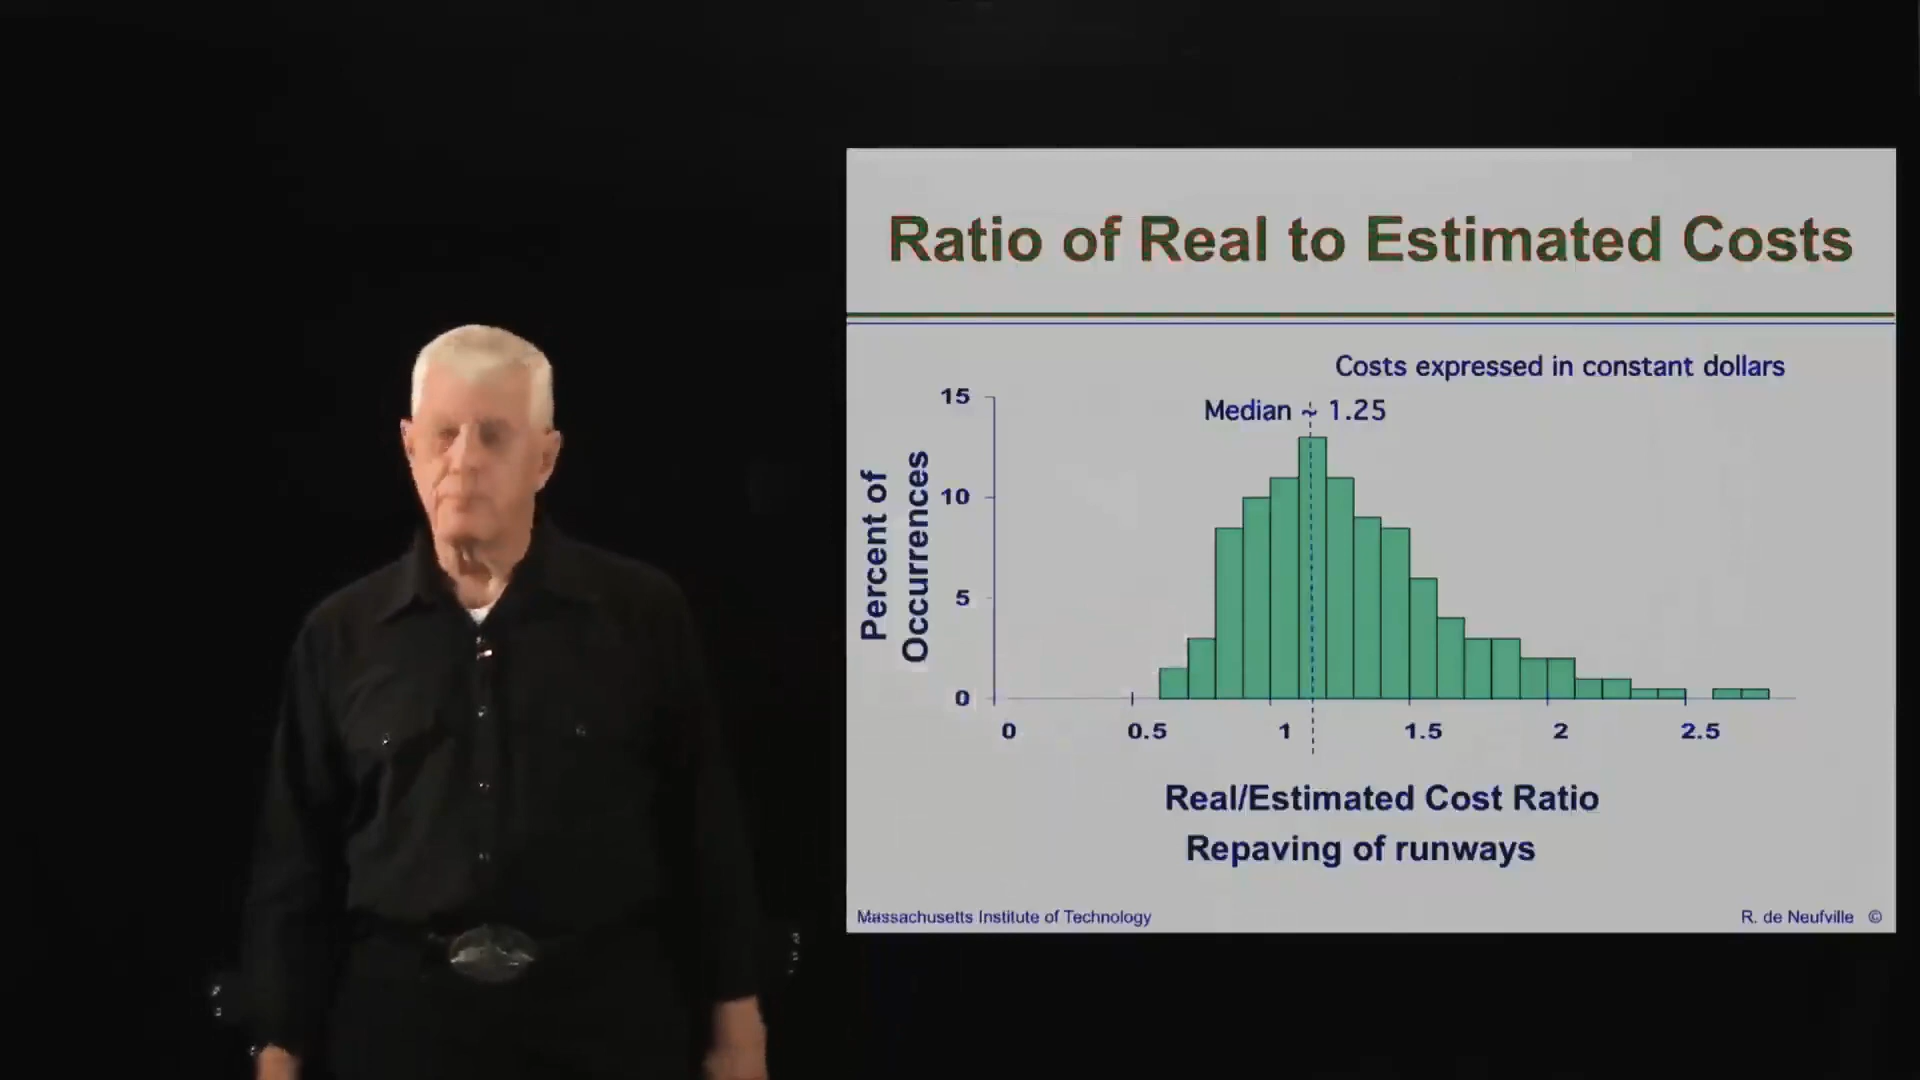 Ratio of Real to Estimated Costs
Costs expressed in constant dollars
Median ~ 1.25
Percent of
Occurrences
15
10
5
0
0 0.5 1 1.5 2 2.5
Real/Estimated Cost Ratio
Repaving of runways
Massachusetts Institute of Technology
R. de Neufville ©